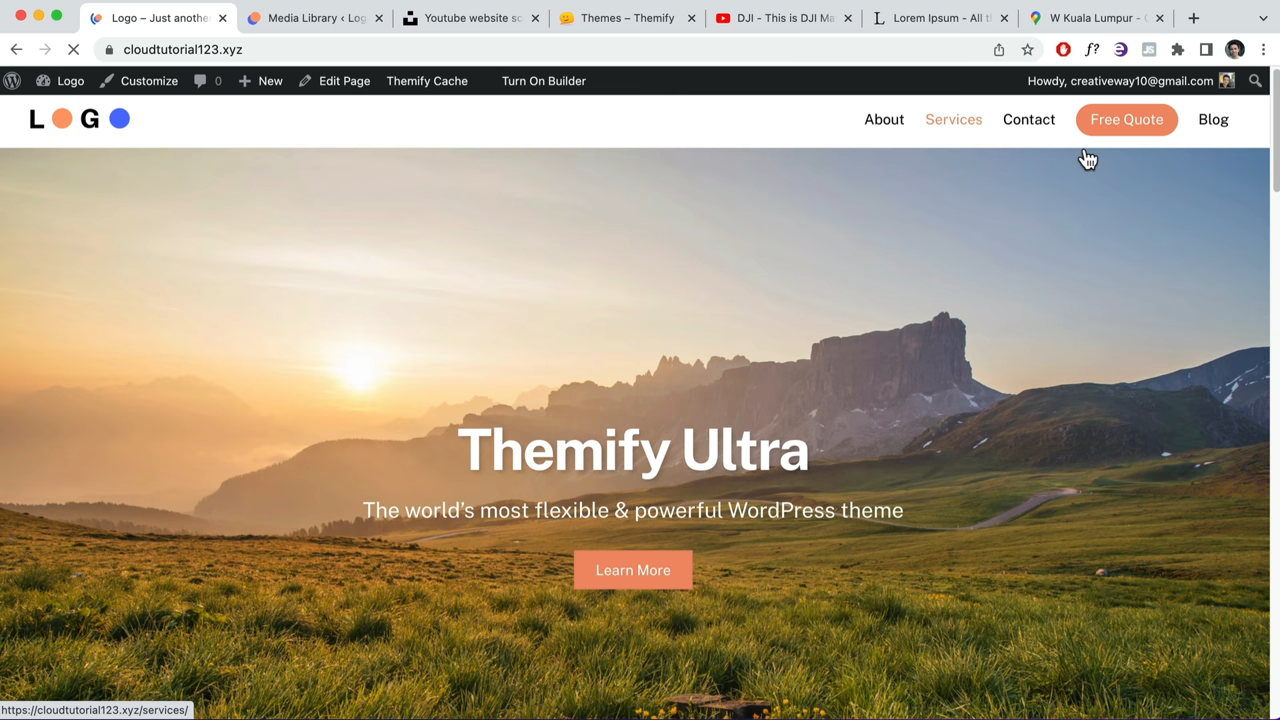 Logo – Just anothe
Media Library ‹ Log
Youtube website sc
Themes – Themify
DJI - This is DJI Ma
Lorem Ipsum - All t
W Kuala Lumpur -
cloudtutorial123.xyz
f?
JS
Logo
Customize
0
New
Edit Page
Themify Cache
Turn On Builder
Howdy, creativeway10@gmail.com
L G
About
Services
Contact
Free Quote
Blog
Themify Ultra
The world's most flexible & powerful WordPress theme
Learn More
https://cloudtutorial123.xyz/services/